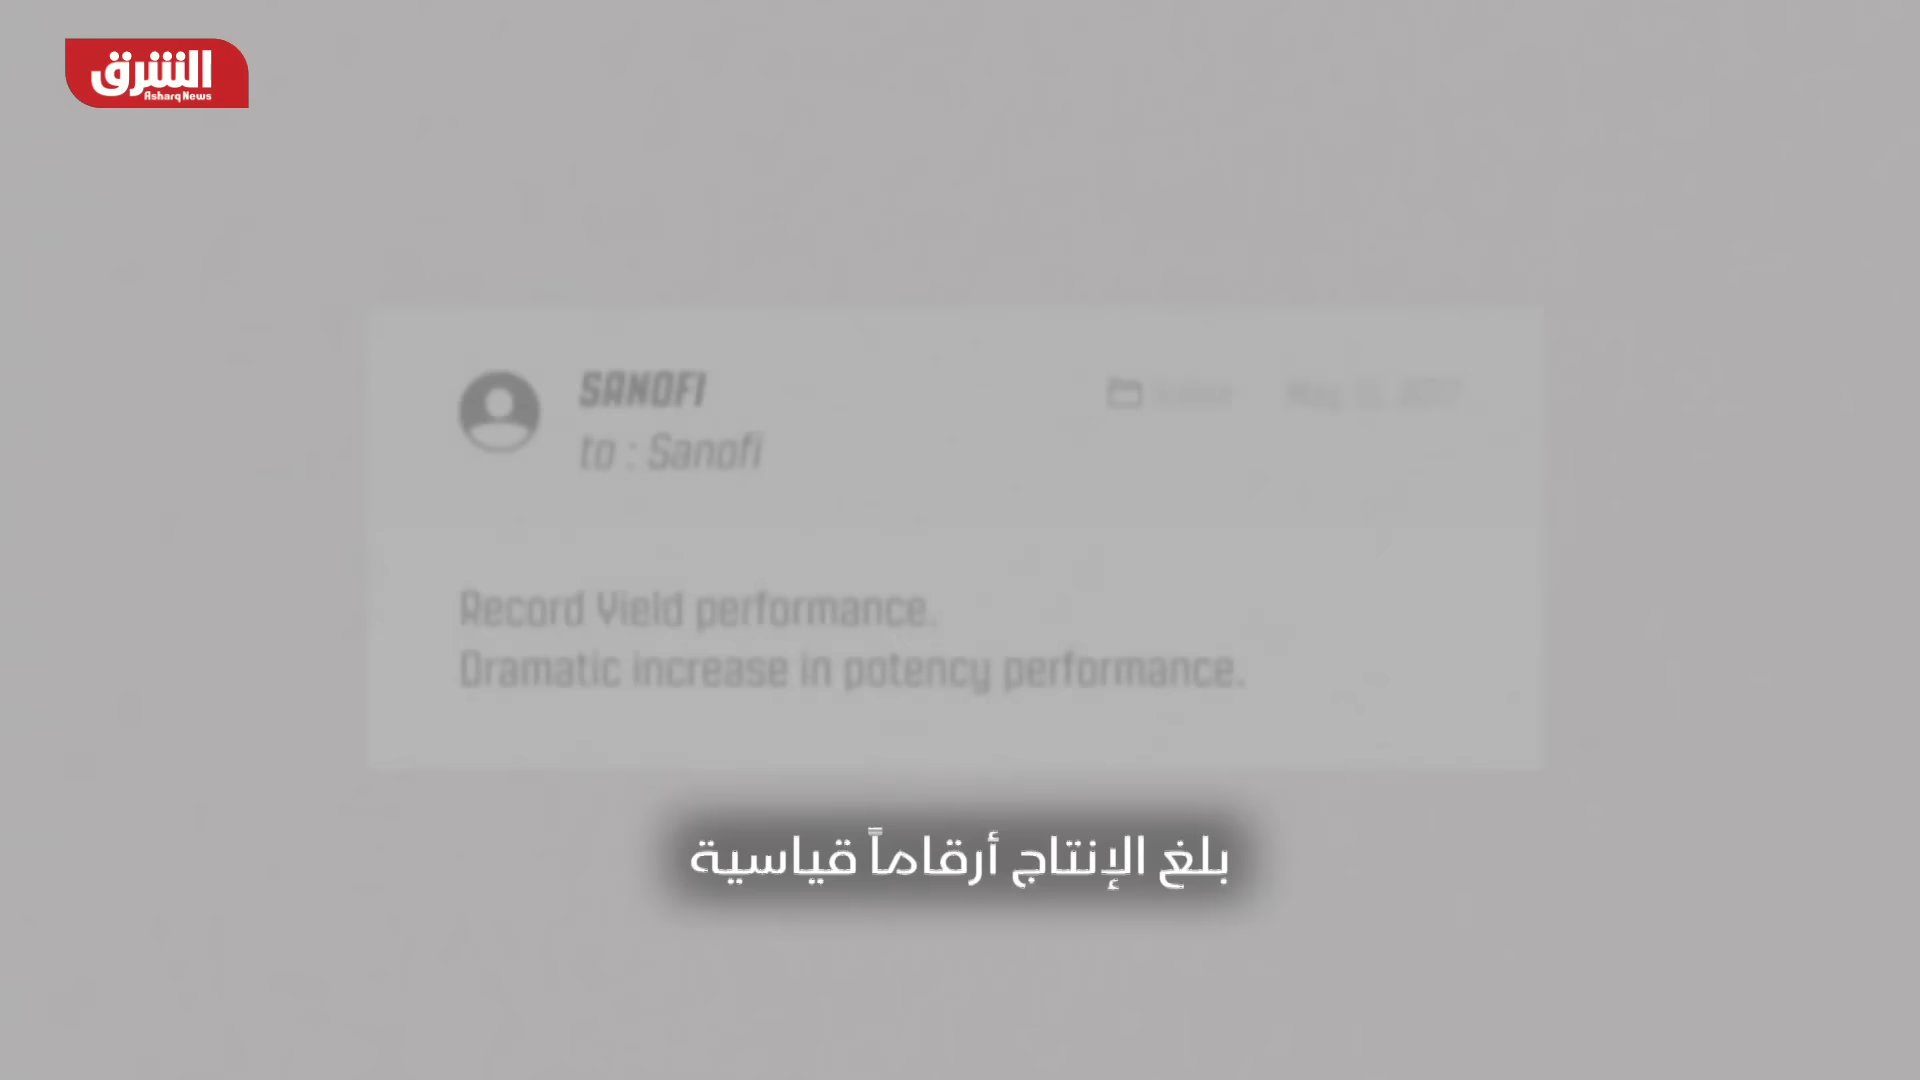 الشرق
Asharq News
SANOFI
to : Sanofi
Record Yield performance.
Dramatic increase in potency performance.
بلغ الإنتاج أرقاماً قياسية